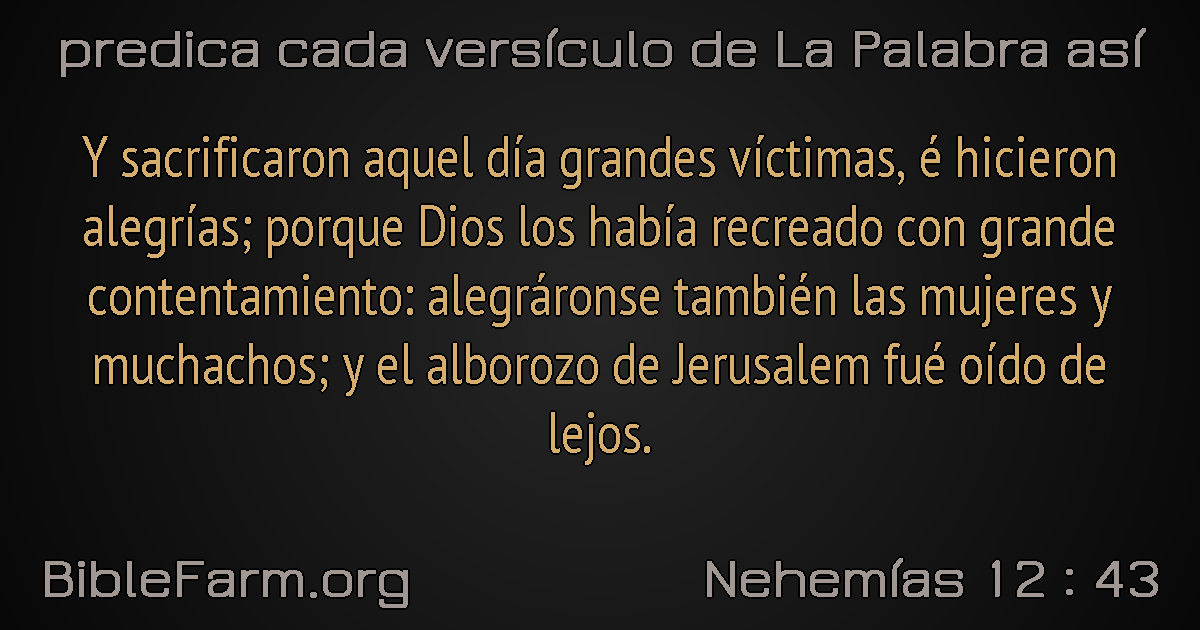 predica cada versículo de La Palabra así
Y sacrificaron aquel día grandes víctimas, é hicieron
alegrías; porque Dios los había recreado con grande
contentamiento: alegráronse también las mujeres y
muchachos; y el alborozo de Jerusalem fué oído de
lejos.
BibleFarm.org
Nehemías 12 : 43